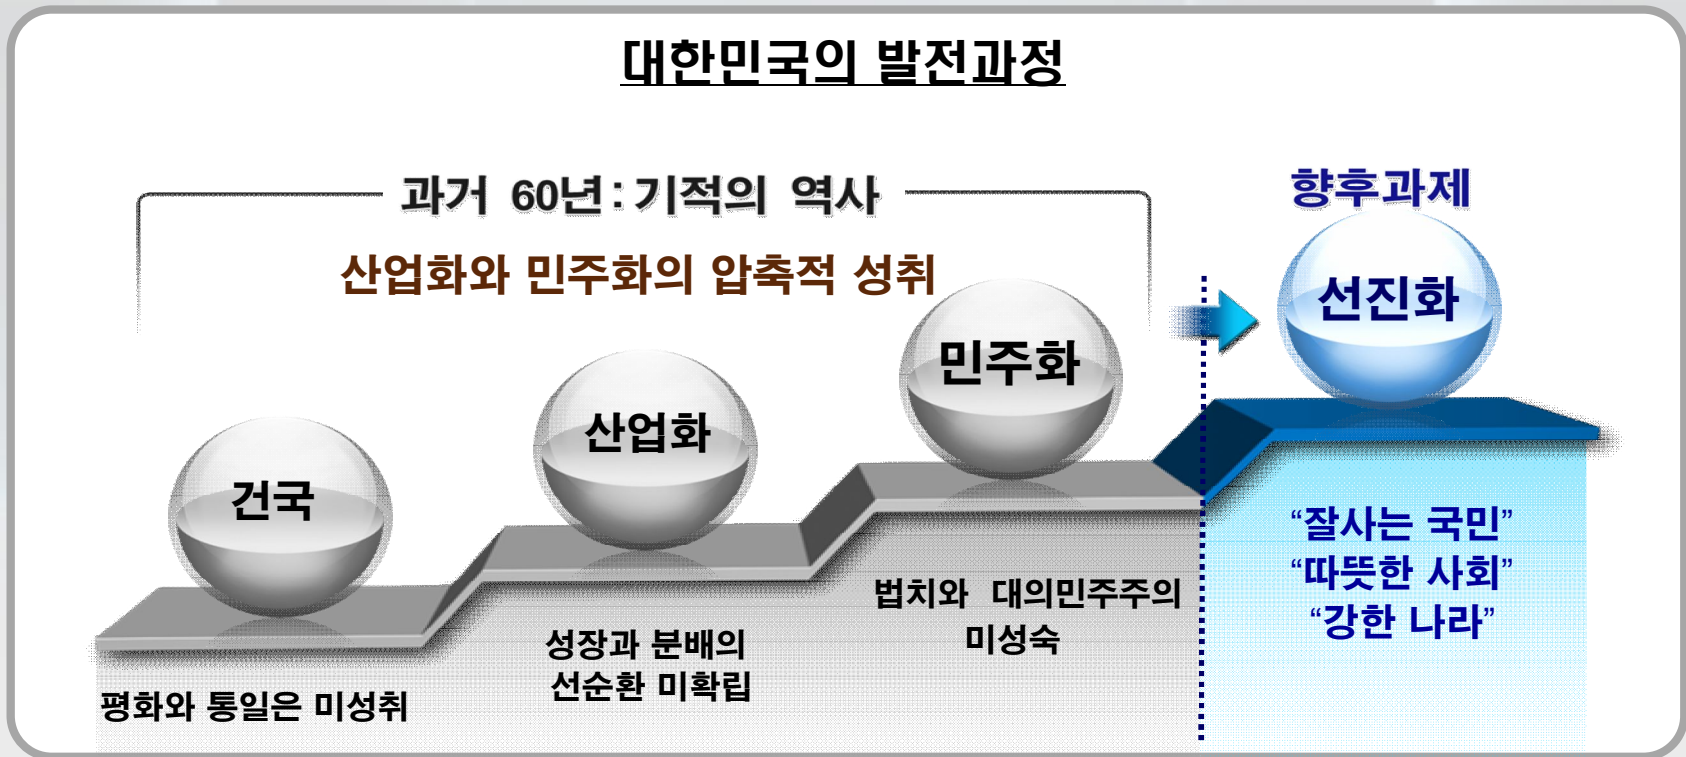 대한민국의 발전과정
과거 60년 : 기적의 역사
산업화와 민주화의 압축적 성취
향후과제
건국
산업화
민주화
선진화
평화와 통일은 미성취
성장과 분배의
선순환 미확립
법치와 대의민주주의
미성숙
“잘사는 국민”
“따뜻한 사회”
“강한 나라”